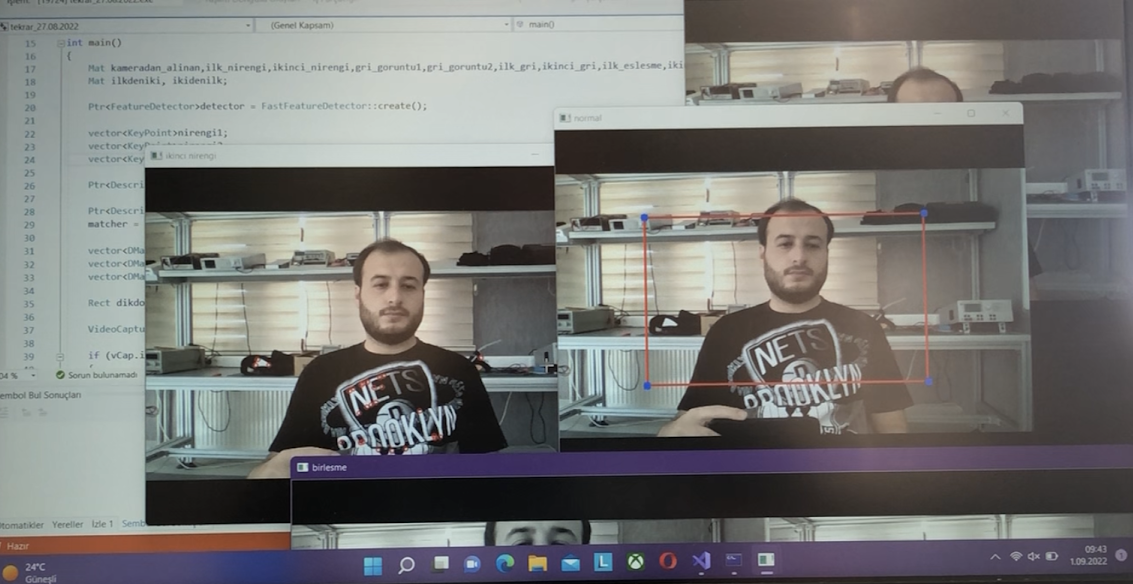 tekrar_27.08.2022
(Genel Kapsam)
main()
15 int main()
16 {
17 Mat kameradan_alinan,ilk_nirengi,ikinci_nirengi,gri_goruntu1,gri_goruntu2,ilk_gri,ikinci_gri,ilk_eslesme,iki
18 Mat ilkdeniki, ikidenilk;
19
20 Ptr<FeatureDetector>detector = FastFeatureDetector::create();
21
22 vector<KeyPoint>nirengi1;
23 vector<KeyP
24 vector<Key
25
26 Ptr<Descri
27
28 Ptr<Descri
29 matcher =
30
31 vector<DMa
32 vector<DMa
33 vector<DMa
34
35 Rect dikdo
36
37 VideoCaptu
38
39 if (vCap.i
ikinci nirengi
normal
NETS
BROOKLYN
NETS
BROOKLYN
Sorun bulunamadı
embol Bul Sonuçları
birlesme
Otomatikler Yereller İzle 1 Semb
Hazır
24°C
Güneşli
09:43
1.09.2022